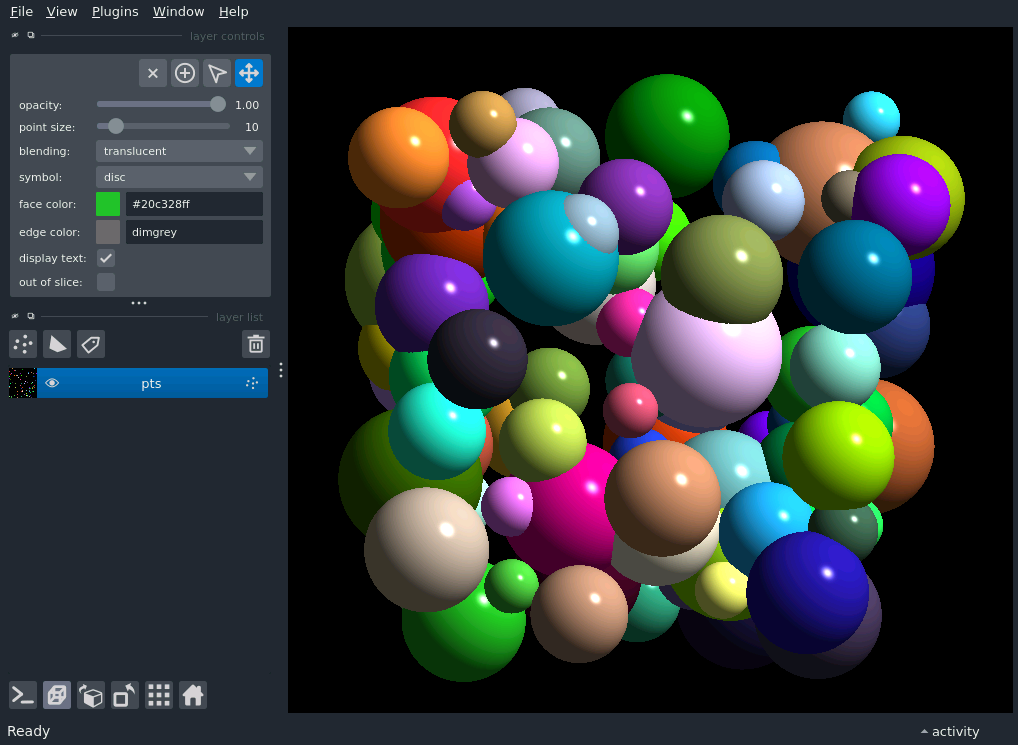 File View Plugins Window Help
layer controls
opacity: 1.00
point size: 10
blending: translucent
symbol: disc
face color: #20c328ff
edge color: dimgrey
display text:
out of slice:
layer list
pts
Ready
activity